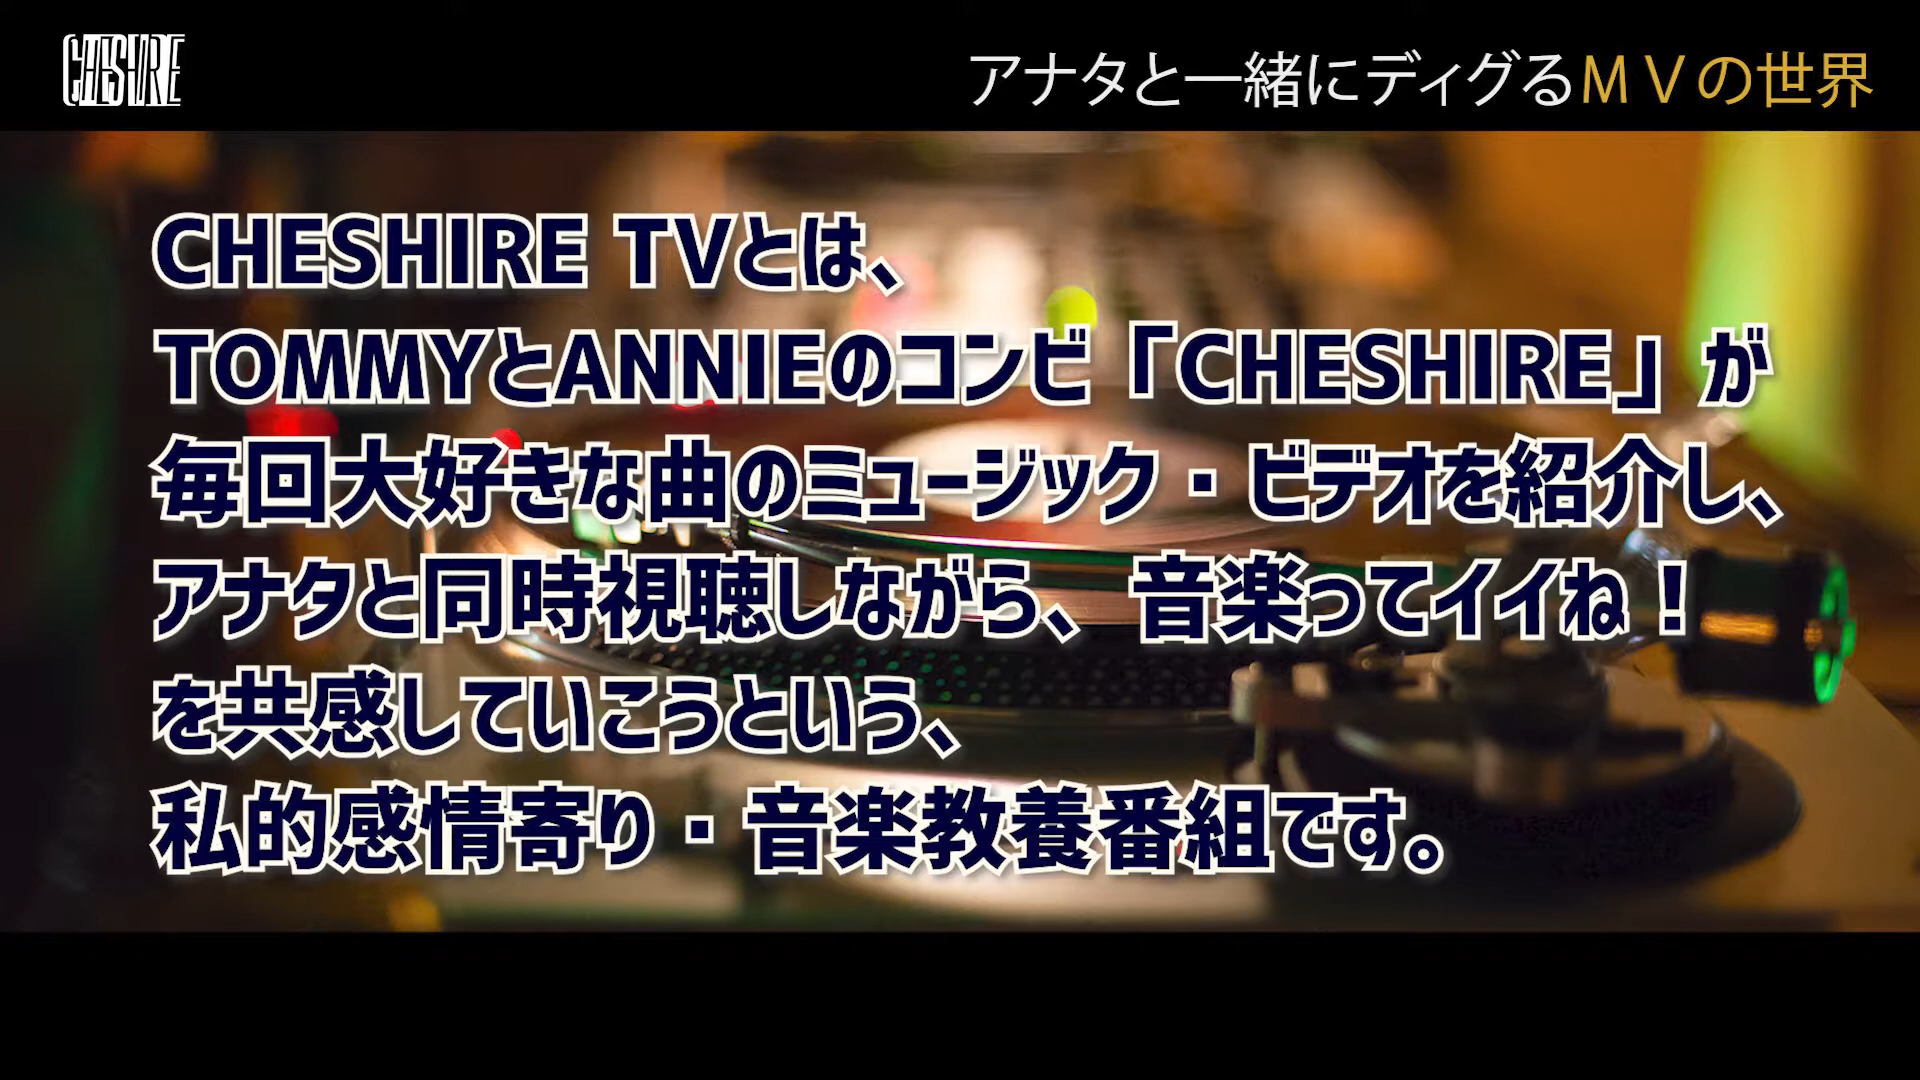 CHESHIRE
アナタと一緒にディグるＭＶの世界
CHESHIRE TVとは、
TOMMYとANNIEのコンビ「CHESHIRE」が
毎回大好きな曲のミュージック・ビデオを紹介し、
アナタと同時視聴しながら、音楽ってイイね！
を共感していこうという、
私的感情寄り・音楽教養番組です。